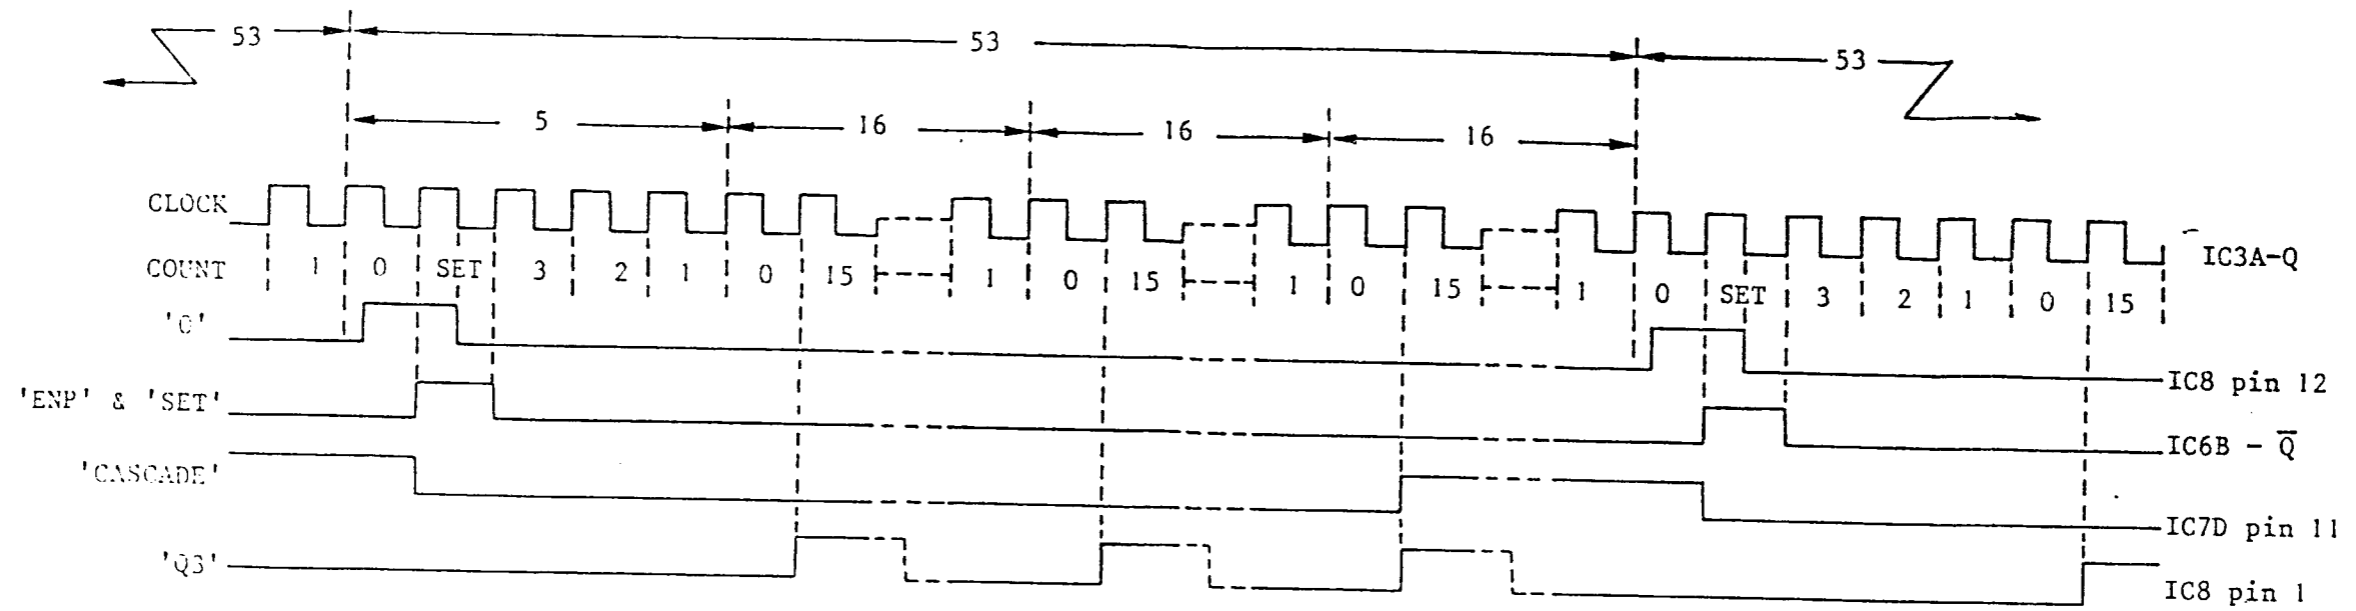 53 53 53
5 16 16 16
CLOCK IC3A-Q
COUNT 1 0 SET 3 2 1 0 15 1 0 15 1 0 15 1 0 SET 3 2 1 0 15
'0' IC8 pin 12
'ENP' & 'SET' IC6B - Q̅
'CASCADE' IC7D pin 11
'Q3' IC8 pin 1